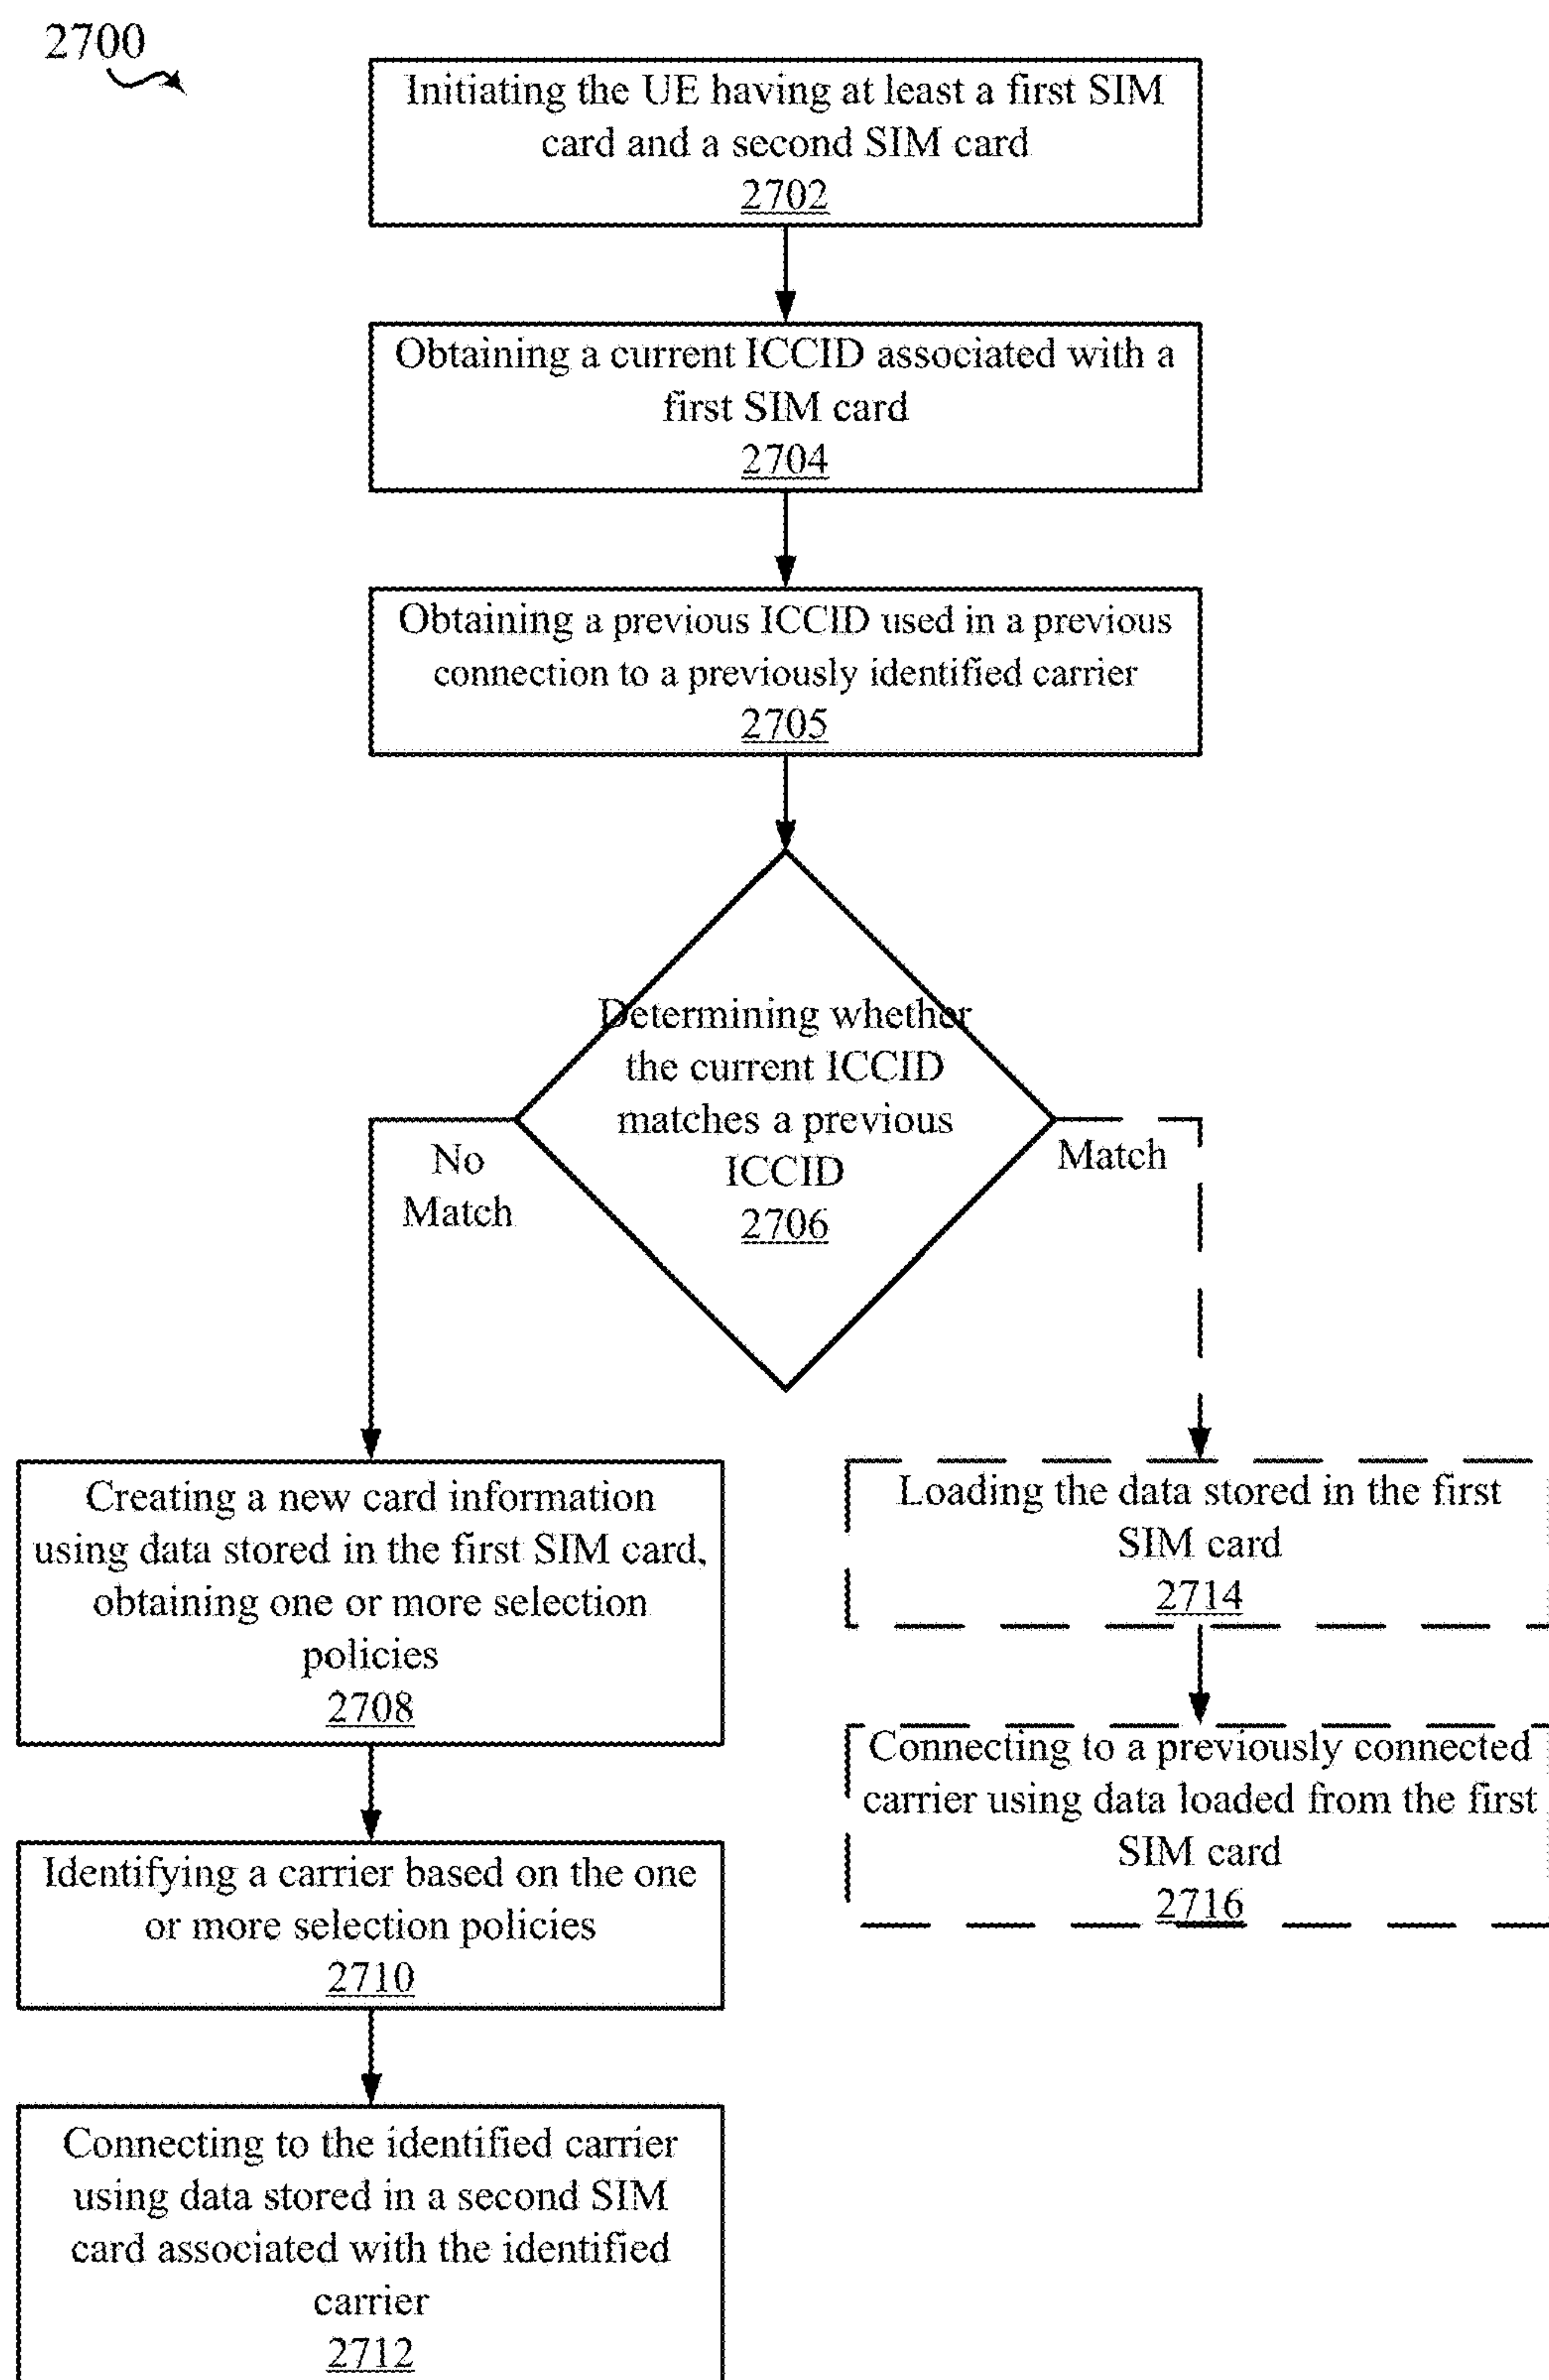 2700
Initiating the UE having at least a first SIM
card and a second SIM card
2702
Obtaining a current ICCID associated with a
first SIM card
2704
Obtaining a previous ICCID used in a previous
connection to a previously identified carrier
2705
Determining whether
the current ICCID
matches a previous
ICCID
2706
No
Match
Match
Creating a new card information
using data stored in the first SIM card,
obtaining one or more selection
policies
2708
Identifying a carrier based on the one
or more selection policies
2710
Connecting to the identified carrier
using data stored in a second SIM
card associated with the identified
carrier
2712
Loading the data stored in the first
SIM card
2714
Connecting to a previously connected
carrier using data loaded from the first
SIM card
2716